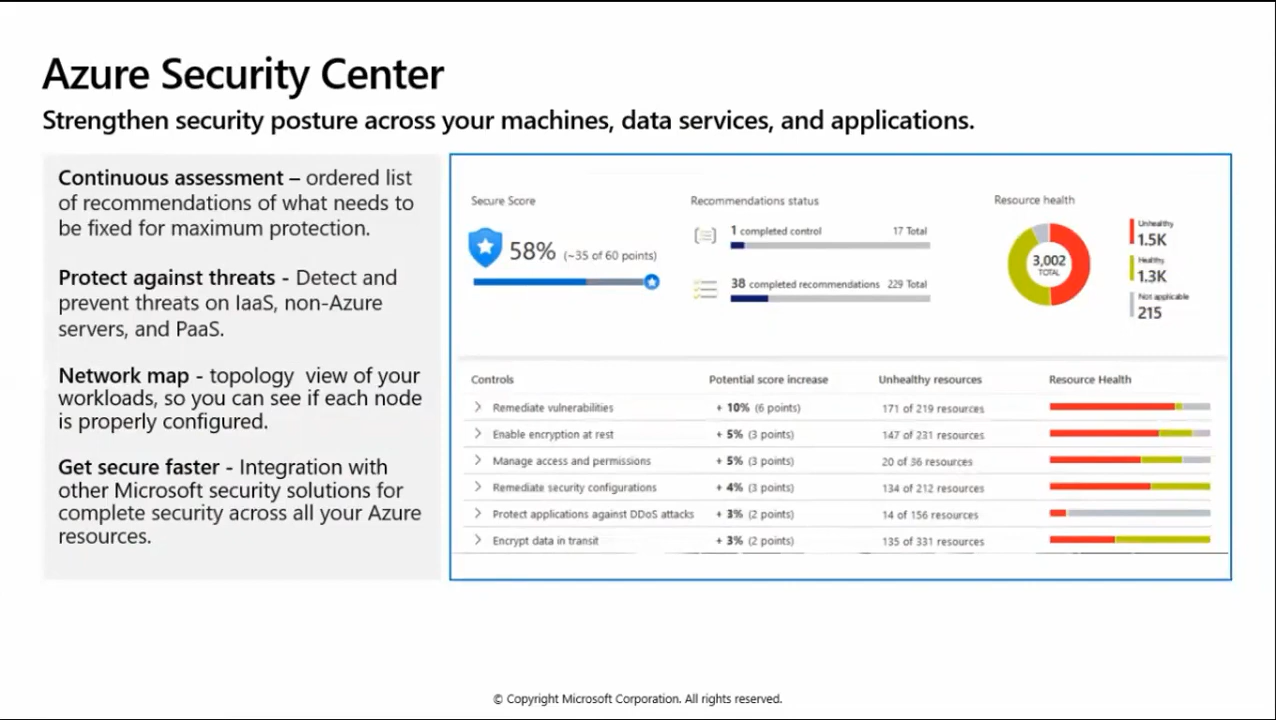 Azure Security Center
Strengthen security posture across your machines, data services, and applications.
Continuous assessment – ordered list
of recommendations of what needs to
be fixed for maximum protection.
Protect against threats - Detect and
prevent threats on IaaS, non-Azure
servers, and PaaS.
Network map - topology view of your
workloads, so you can see if each node
is properly configured.
Get secure faster - Integration with
other Microsoft security solutions for
complete security across all your Azure
resources.
Secure Score
58% (~35 of 60 points)
Recommendations status
1 completed control 17 Total
38 completed recommendations 229 Total
Resource health
3,002
TOTAL
Unhealthy
1.5K
Healthy
1.3K
Not applicable
215
Controls Potential score increase Unhealthy resources Resource Health
Remediate vulnerabilities + 10% (6 points) 171 of 219 resources
Enable encryption at rest + 5% (3 points) 147 of 231 resources
Manage access and permissions + 5% (3 points) 20 of 36 resources
Remediate security configurations + 4% (3 points) 134 of 212 resources
Protect applications against DDoS attacks + 3% (2 points) 14 of 156 resources
Encrypt data in transit + 3% (2 points) 135 of 331 resources
© Copyright Microsoft Corporation. All rights reserved.